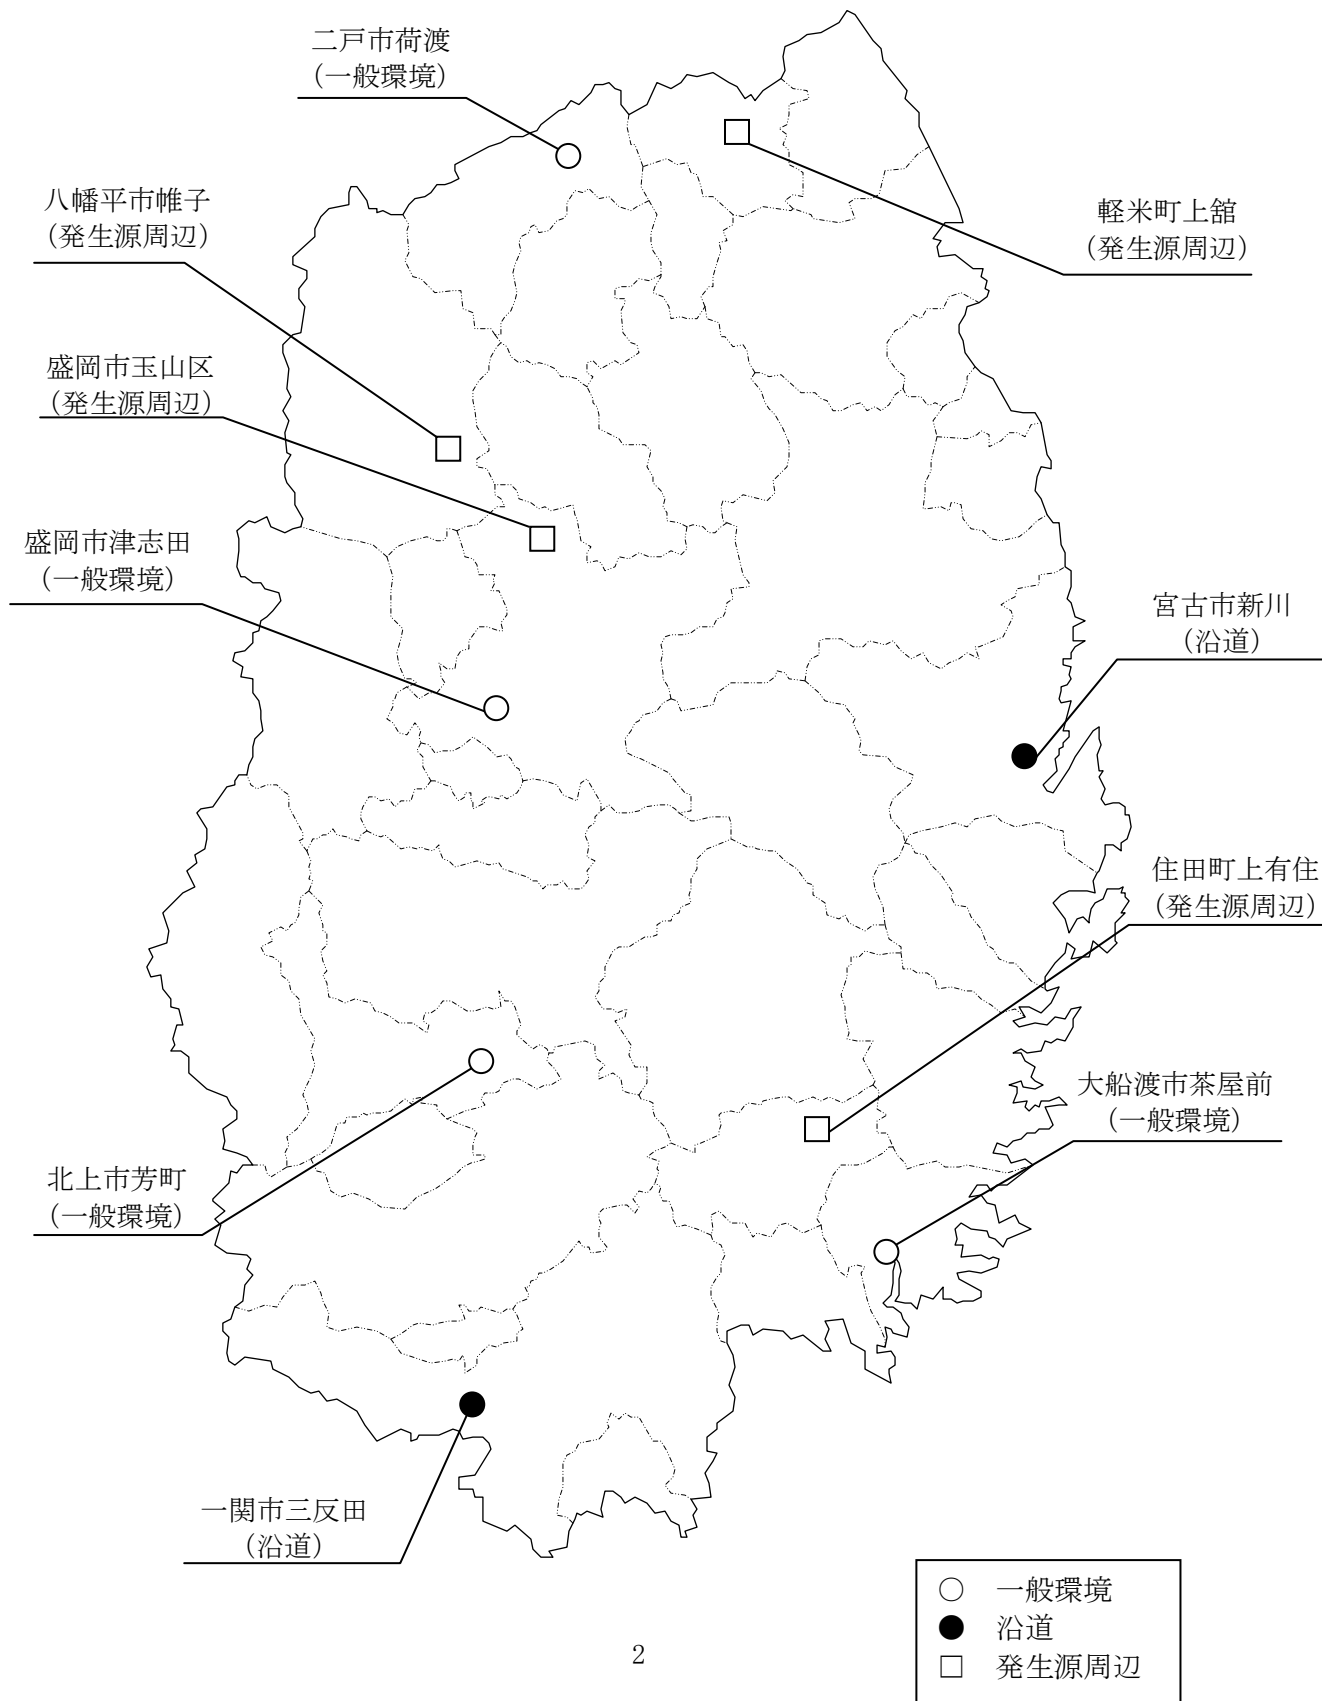 二戸市荷渡
(一般環境)
八幡平市帷子
(発生源周辺)
軽米町上舘
(発生源周辺)
盛岡市玉山区
(発生源周辺)
盛岡市津志田
(一般環境)
宮古市新川
(沿道)
住田町上有住
(発生源周辺)
大船渡市茶屋前
(一般環境)
北上市芳町
(一般環境)
一関市三反田
(沿道)
○ 一般環境
● 沿道
□ 発生源周辺
2